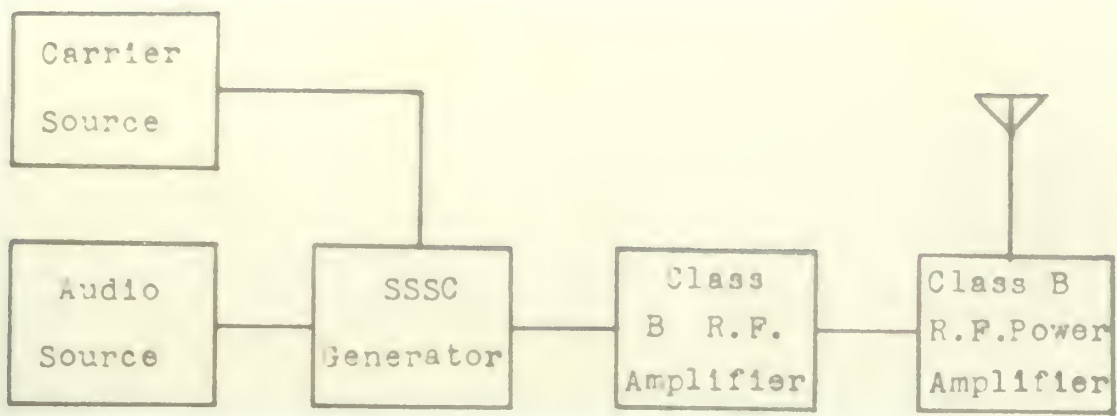 Carrier
Source
Audio
Source
SSSC
Generator
Class
B R.F.
Amplifier
Class B
R.F.Power
Amplifier